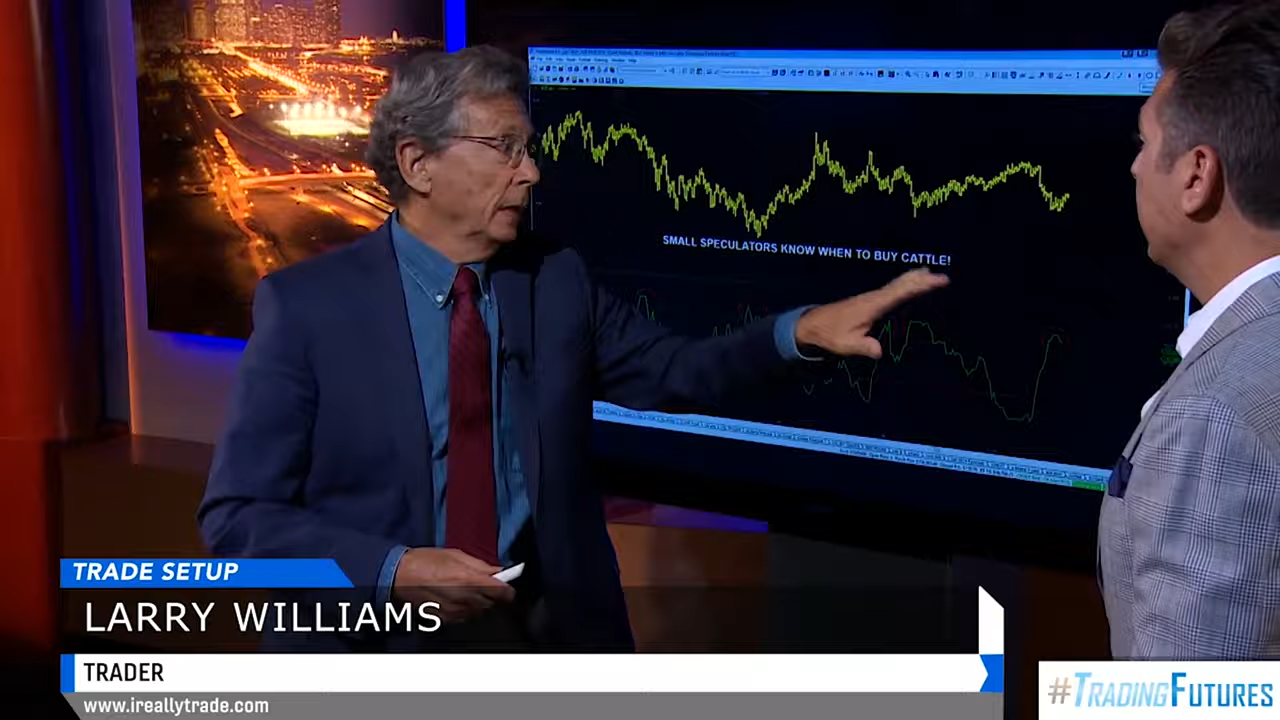 SMALL SPECULATORS KNOW WHEN TO BUY CATTLE!
TRADE SETUP
LARRY WILLIAMS
TRADER
www.ireallytrade.com
#TRADINGFUTURES